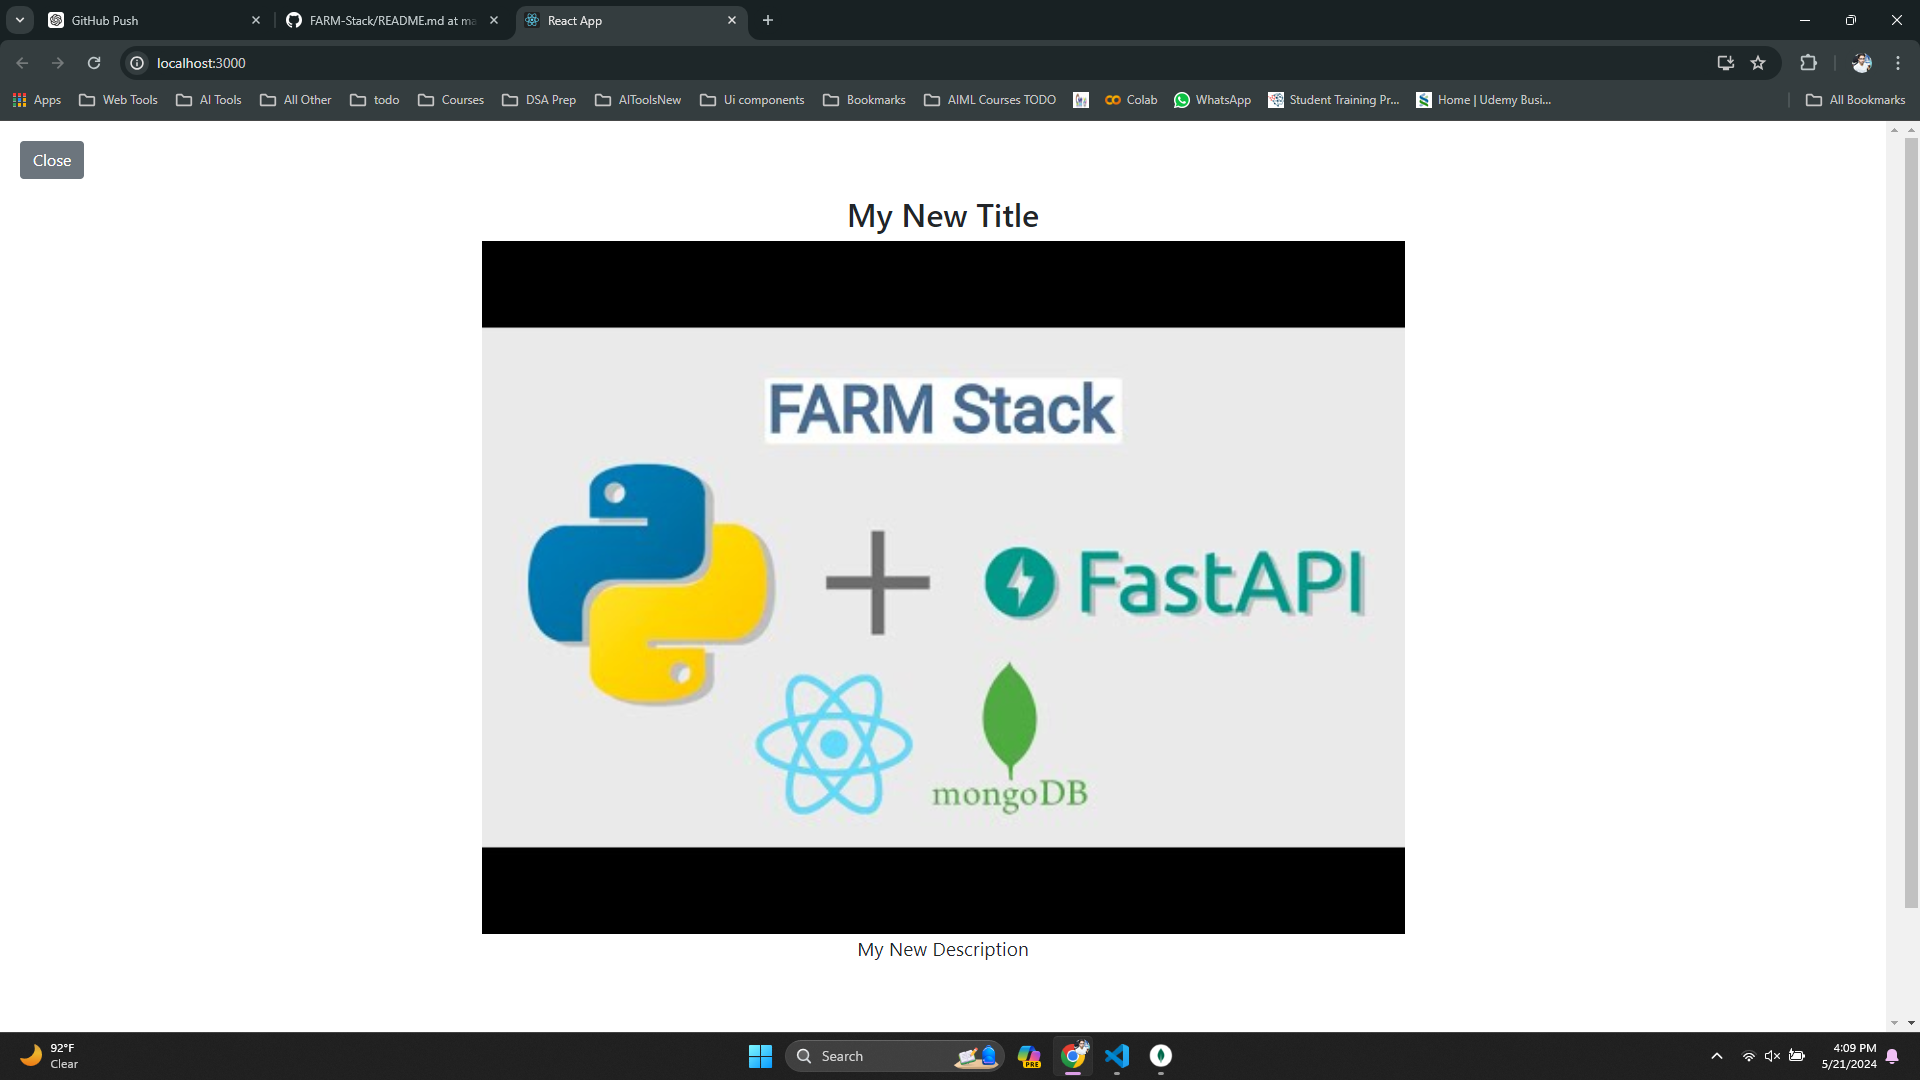 GitHub Push
FARM-Stack/README.md at ma
React App
localhost:3000
Apps
Web Tools
AI Tools
All Other
todo
Courses
DSA Prep
AIToolsNew
Ui components
Bookmarks
AIML Courses TODO
Colab
WhatsApp
Student Training Pr...
Home | Udemy Busi...
All Bookmarks
Close
My New Title
FARM Stack
FastAPI
mongoDB
My New Description
92°F
Clear
Search
PRE
4:09 PM
5/21/2024